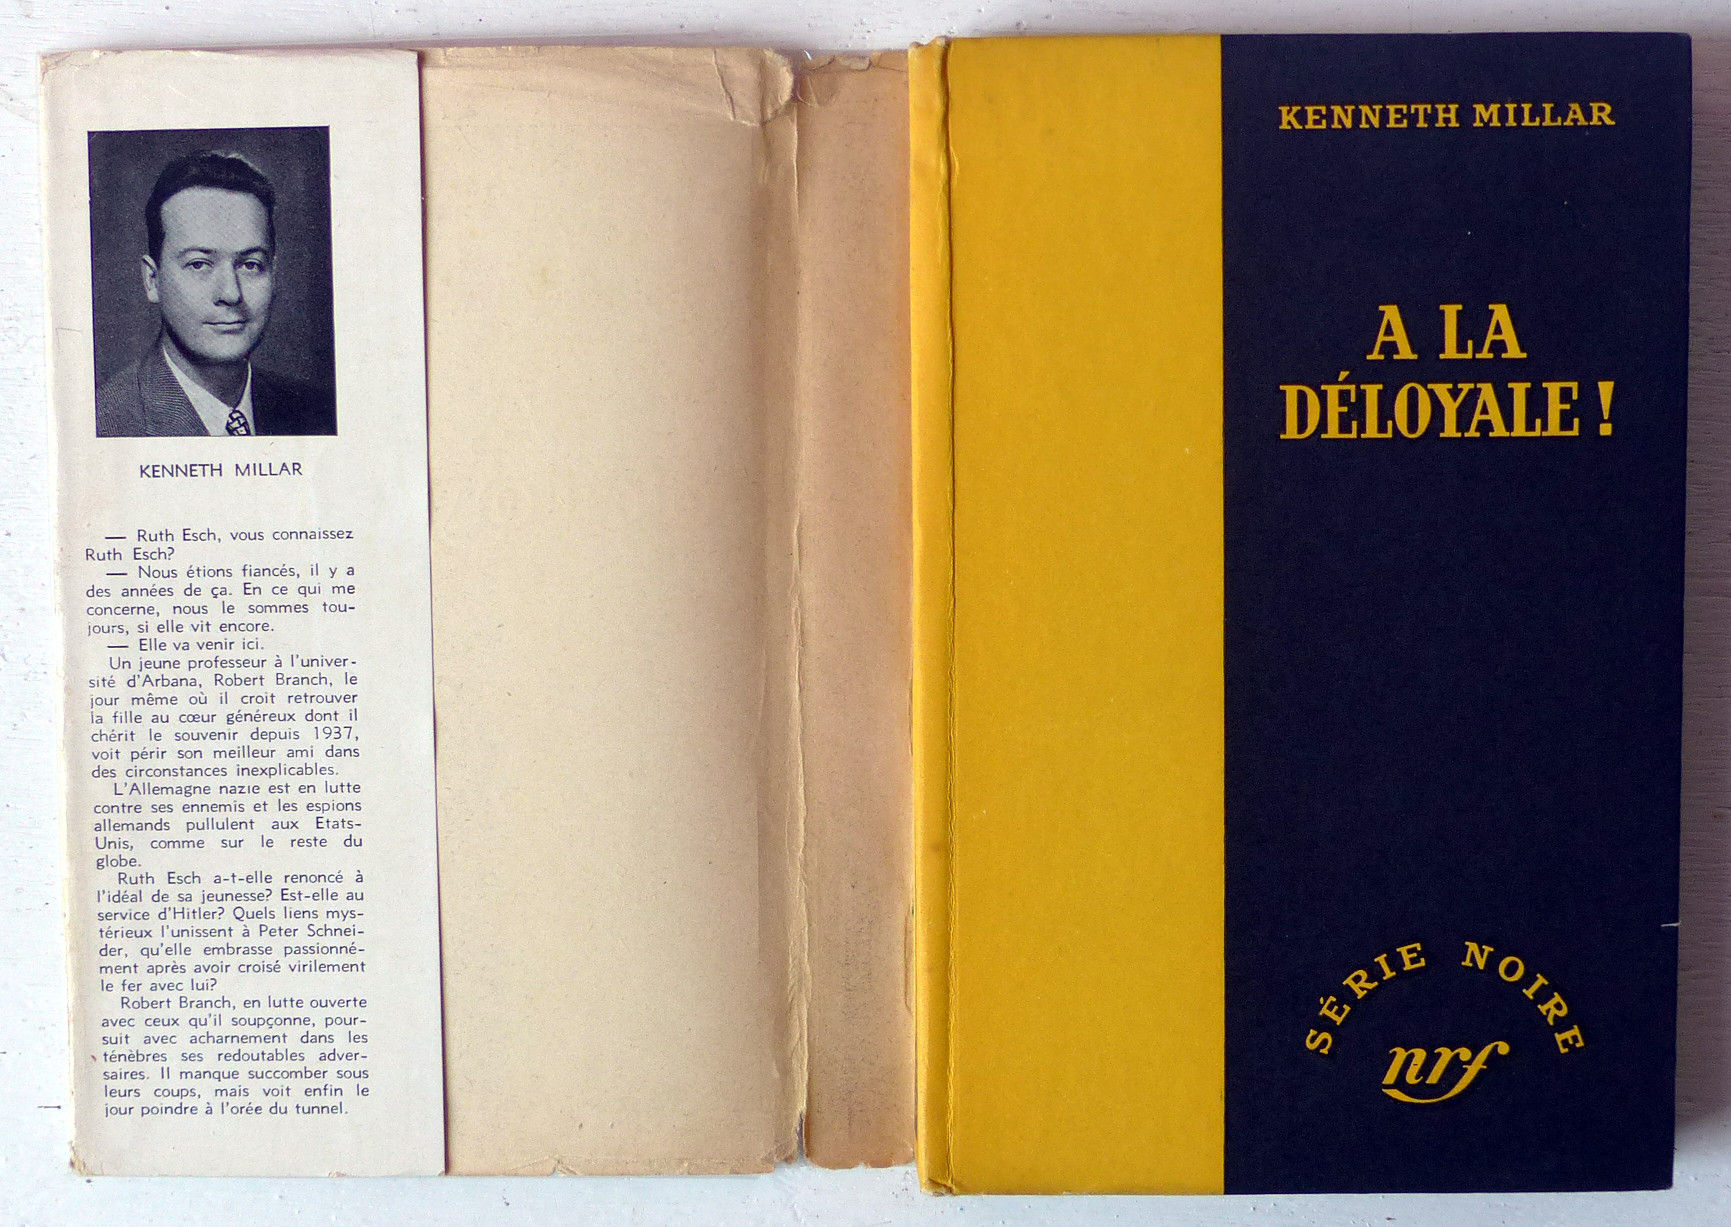 KENNETH MILLAR
— Ruth Esch, vous connaissez
Ruth Esch?
— Nous étions fiancés, il y a
des années de ça. En ce qui me
concerne, nous le sommes tou-
jours, si elle vit encore.
— Elle va venir ici.
Un jeune professeur à l'univer-
sité d'Arbana, Robert Branch, le
jour même où il croit retrouver
la fille au cœur généreux dont il
chérit le souvenir depuis 1937,
voit périr son meilleur ami dans
des circonstances inexplicables.
L'Allemagne nazie est en lutte
contre ses ennemis et les espions
allemands pullulent aux Etats-
Unis, comme sur le reste du
globe.
Ruth Esch a-t-elle renoncé à
l'idéal de sa jeunesse? Est-elle au
service d'Hitler? Quels liens mys-
térieux l'unissent à Peter Schnei-
der, qu'elle embrasse passionné-
ment après avoir croisé virilement
le fer avec lui?
Robert Branch, en lutte ouverte
avec ceux qu'il soupçonne, pour-
suit avec acharnement dans les
ténèbres ses redoutables adver-
saires. Il manque succomber sous
leurs coups, mais voit enfin le
jour poindre à l'orée du tunnel.
KENNETH MILLAR
A LA
DÉLOYALE !
SÉRIE NOIRE
nrf